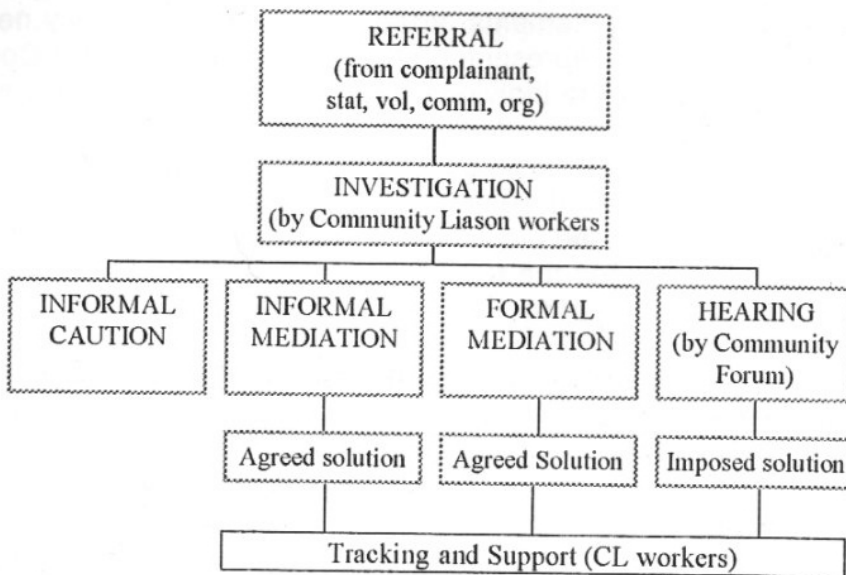 REFERRAL
(from complainant,
stat, vol, comm, org)
INVESTIGATION
(by Community Liason workers
INFORMAL
CAUTION
INFORMAL
MEDIATION
FORMAL
MEDIATION
HEARING
(by Community
Forum)
Agreed solution
Agreed Solution
Imposed solution
Tracking and Support (CL workers)